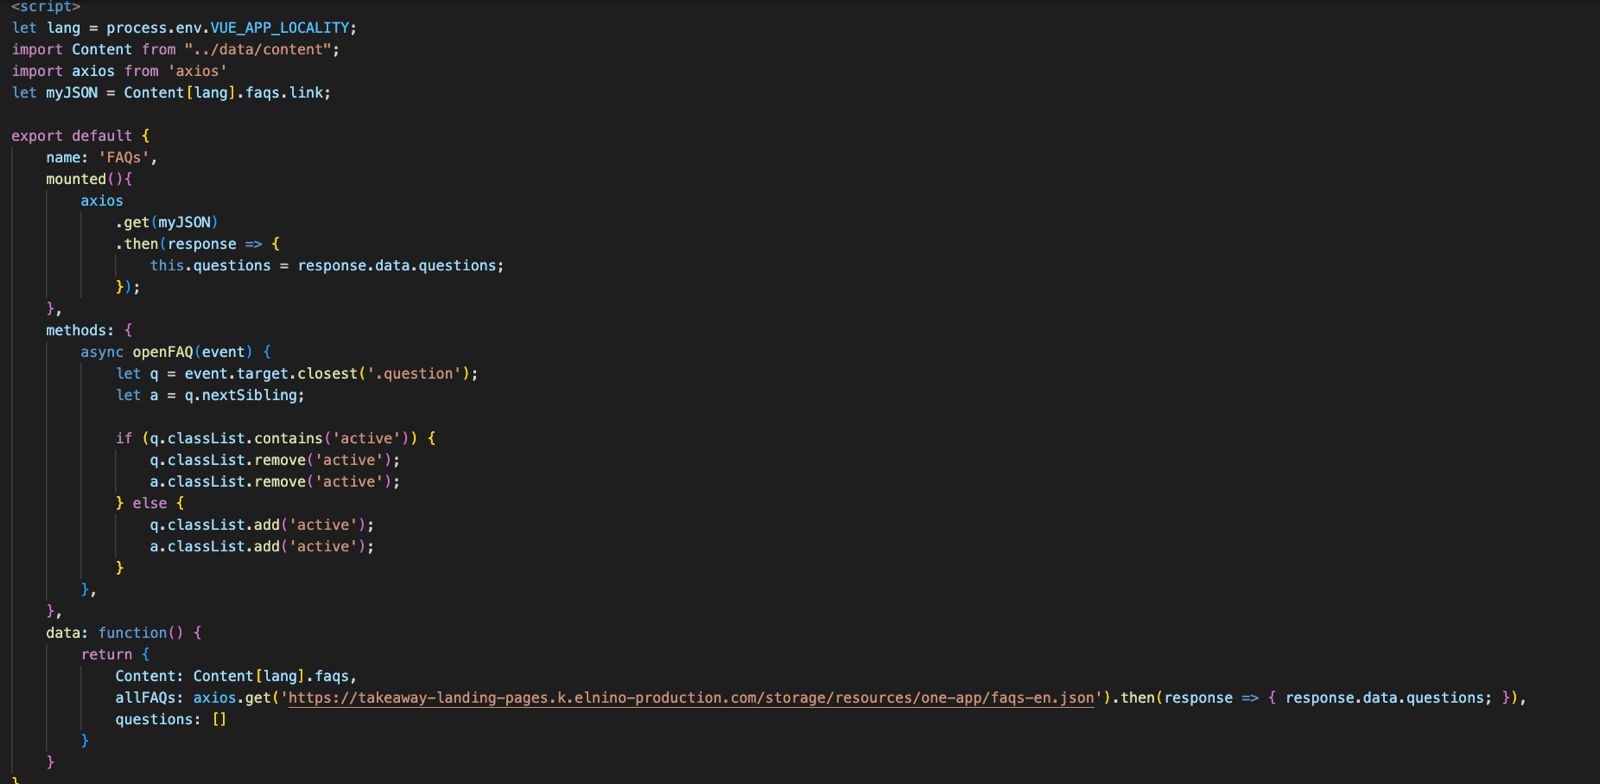 <script>
let lang = process.env.VUE_APP_LOCALITY;
import Content from "../data/content";
import axios from 'axios'
let myJSON = Content[lang].faqs.link;

export default {
    name: 'FAQs',
    mounted(){
        axios
            .get(myJSON)
            .then(response => {
                this.questions = response.data.questions;
            });
    },
    methods: {
        async openFAQ(event) {
            let q = event.target.closest('.question');
            let a = q.nextSibling;

            if (q.classList.contains('active')) {
                q.classList.remove('active');
                a.classList.remove('active');
            } else {
                q.classList.add('active');
                a.classList.add('active');
            }
        },
    },
    data: function() {
        return {
            Content: Content[lang].faqs,
            allFAQs: axios.get('https://takeaway-landing-pages.k.elnino-production.com/storage/resources/one-app/faqs-en.json').then(response => { response.data.questions; }),
            questions: []
        }
    }
}